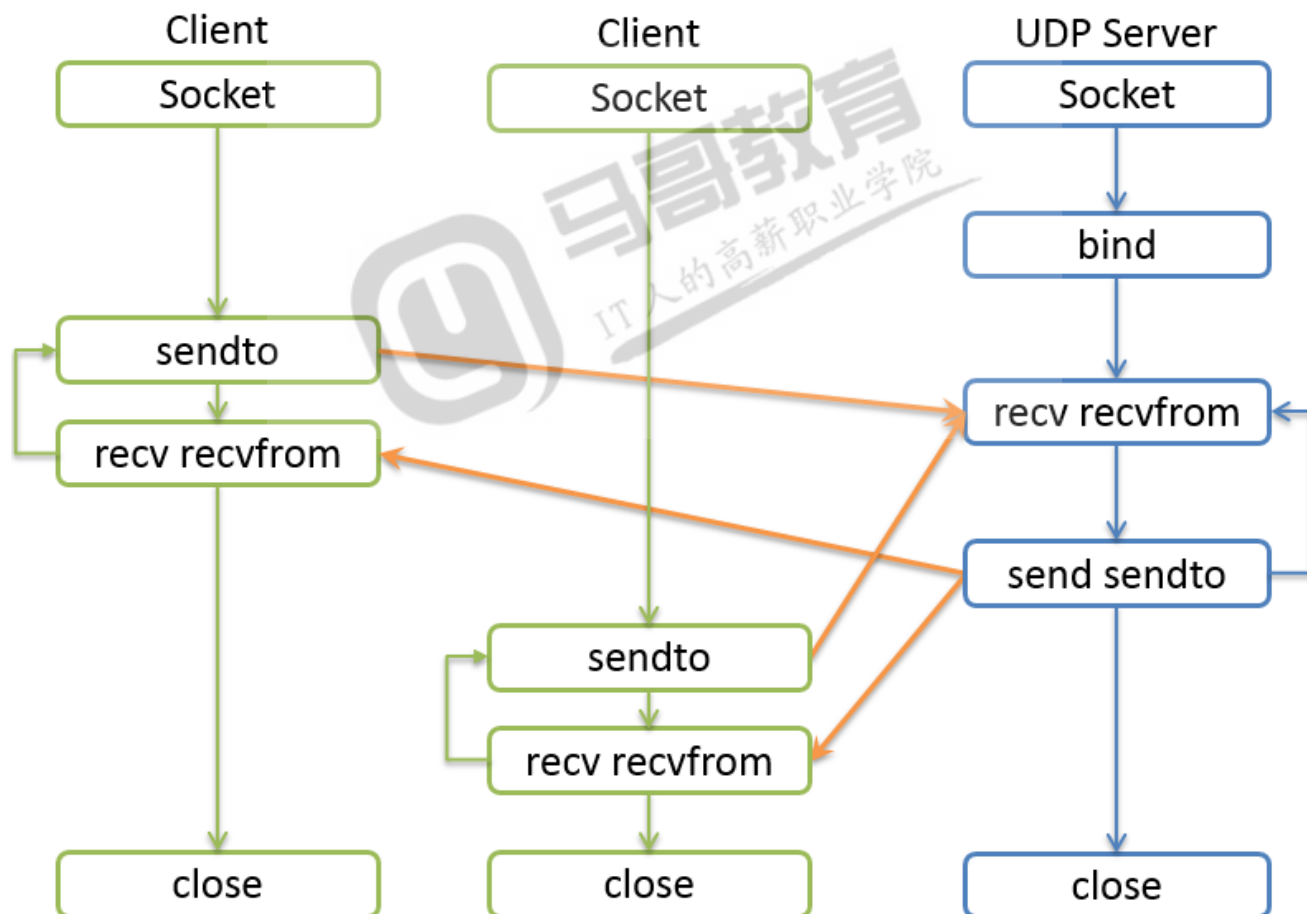 Client
Client
UDP Server
Socket
Socket
Socket
马哥教育
IT人的高薪职业学院
bind
sendto
recv recvfrom
recv recvfrom
send sendto
sendto
recv recvfrom
close
close
close